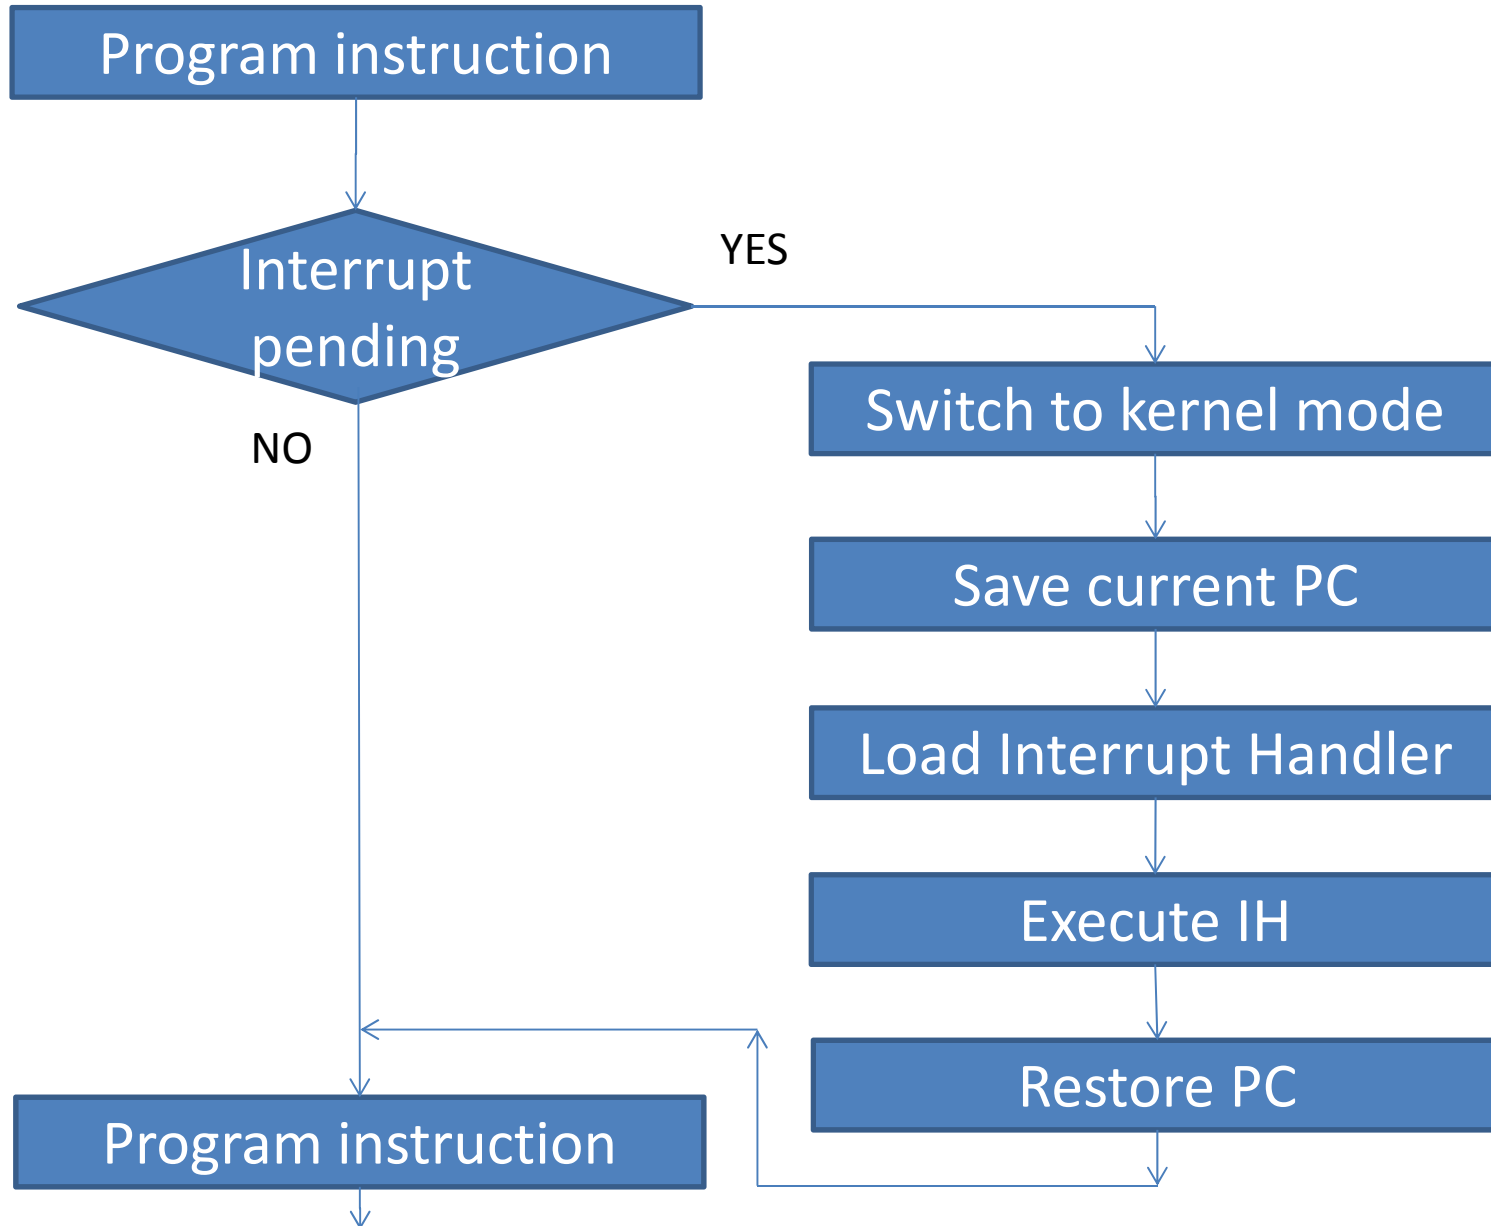 Program instruction
Interrupt
pending
YES
NO
Switch to kernel mode
Save current PC
Load Interrupt Handler
Execute IH
Restore PC
Program instruction